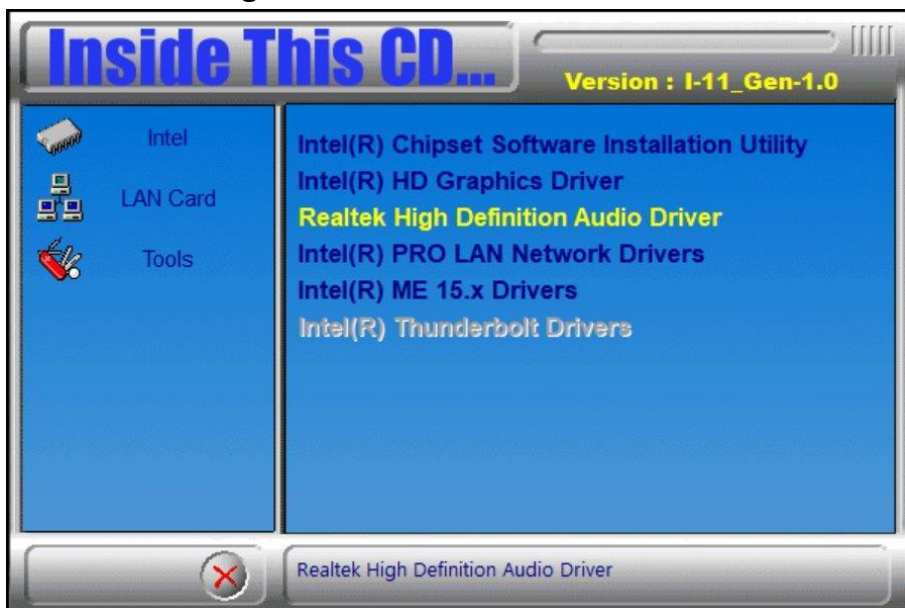 Inside This CD...
Version : I-11_Gen-1.0
Intel
LAN Card
Tools
Intel(R) Chipset Software Installation Utility
Intel(R) HD Graphics Driver
Realtek High Definition Audio Driver
Intel(R) PRO LAN Network Drivers
Intel(R) ME 15.x Drivers
Intel(R) Thunderbolt Drivers
Realtek High Definition Audio Driver